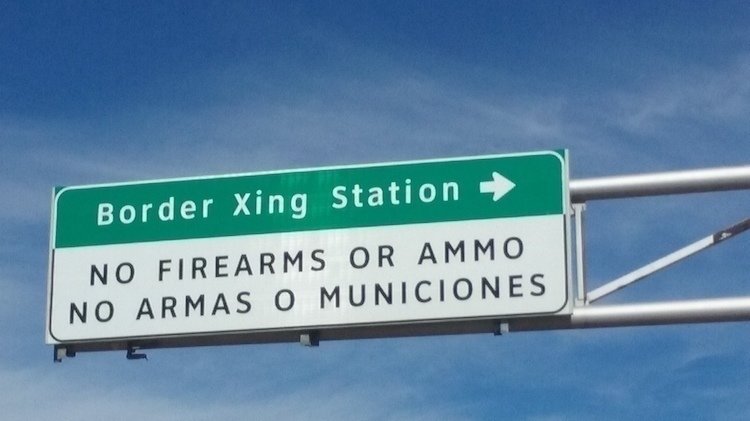 Border Xing Station →
NO FIREARMS OR AMMO
NO ARMAS O MUNICIONES